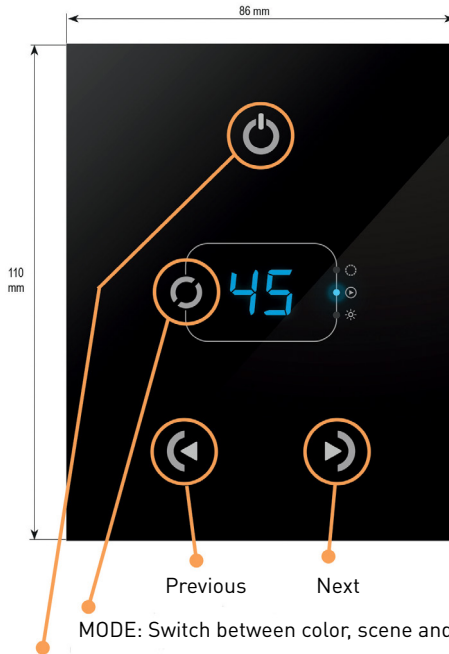 86 mm
110
mm
45
Previous Next
MODE: Switch between color, scene and